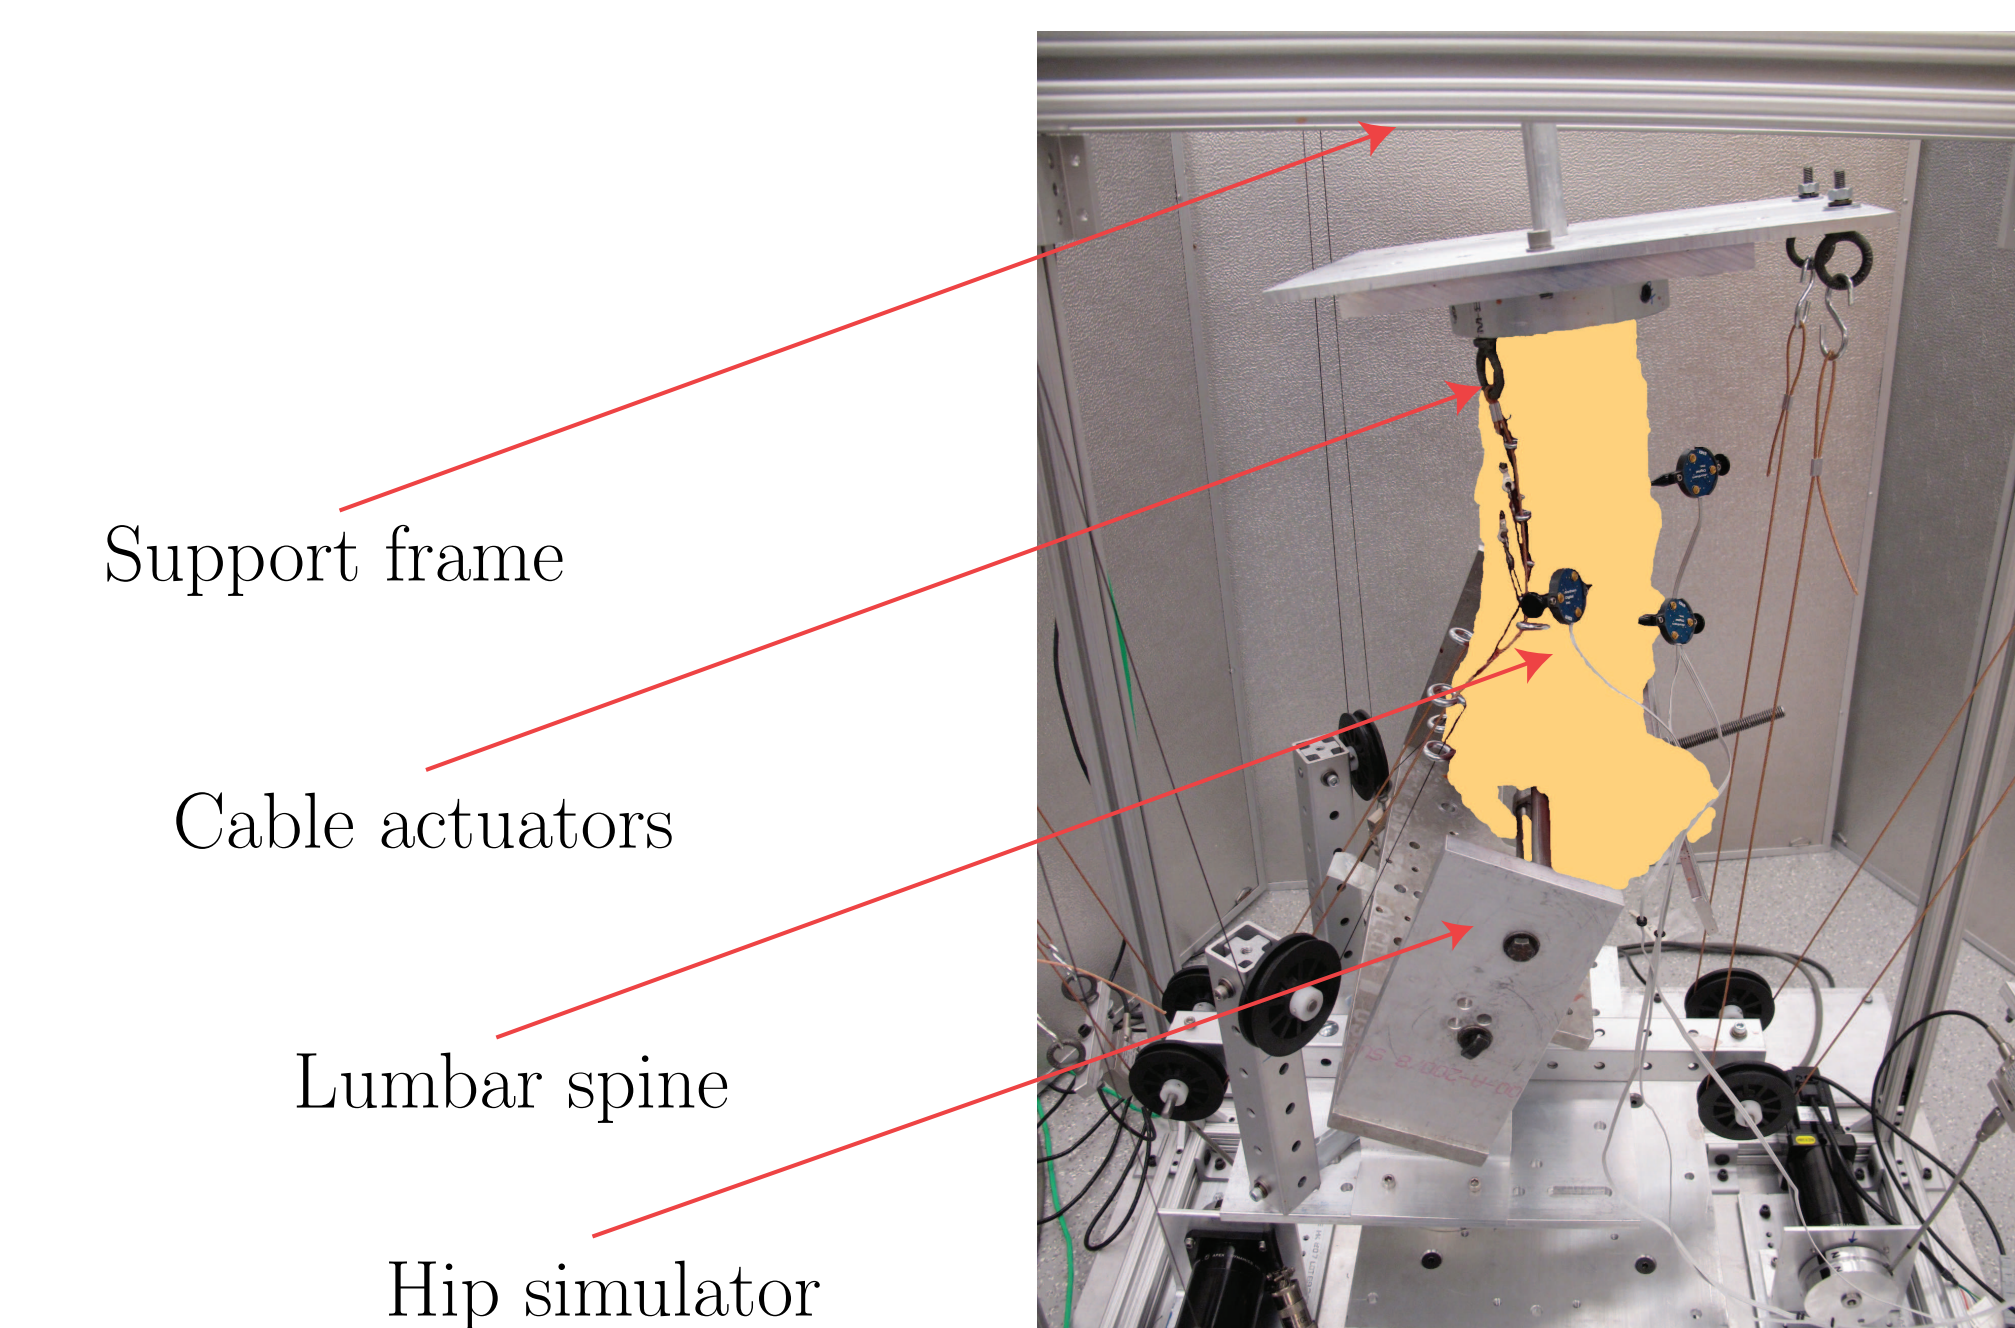 Support frame
Cable actuators
Lumbar spine
Hip simulator